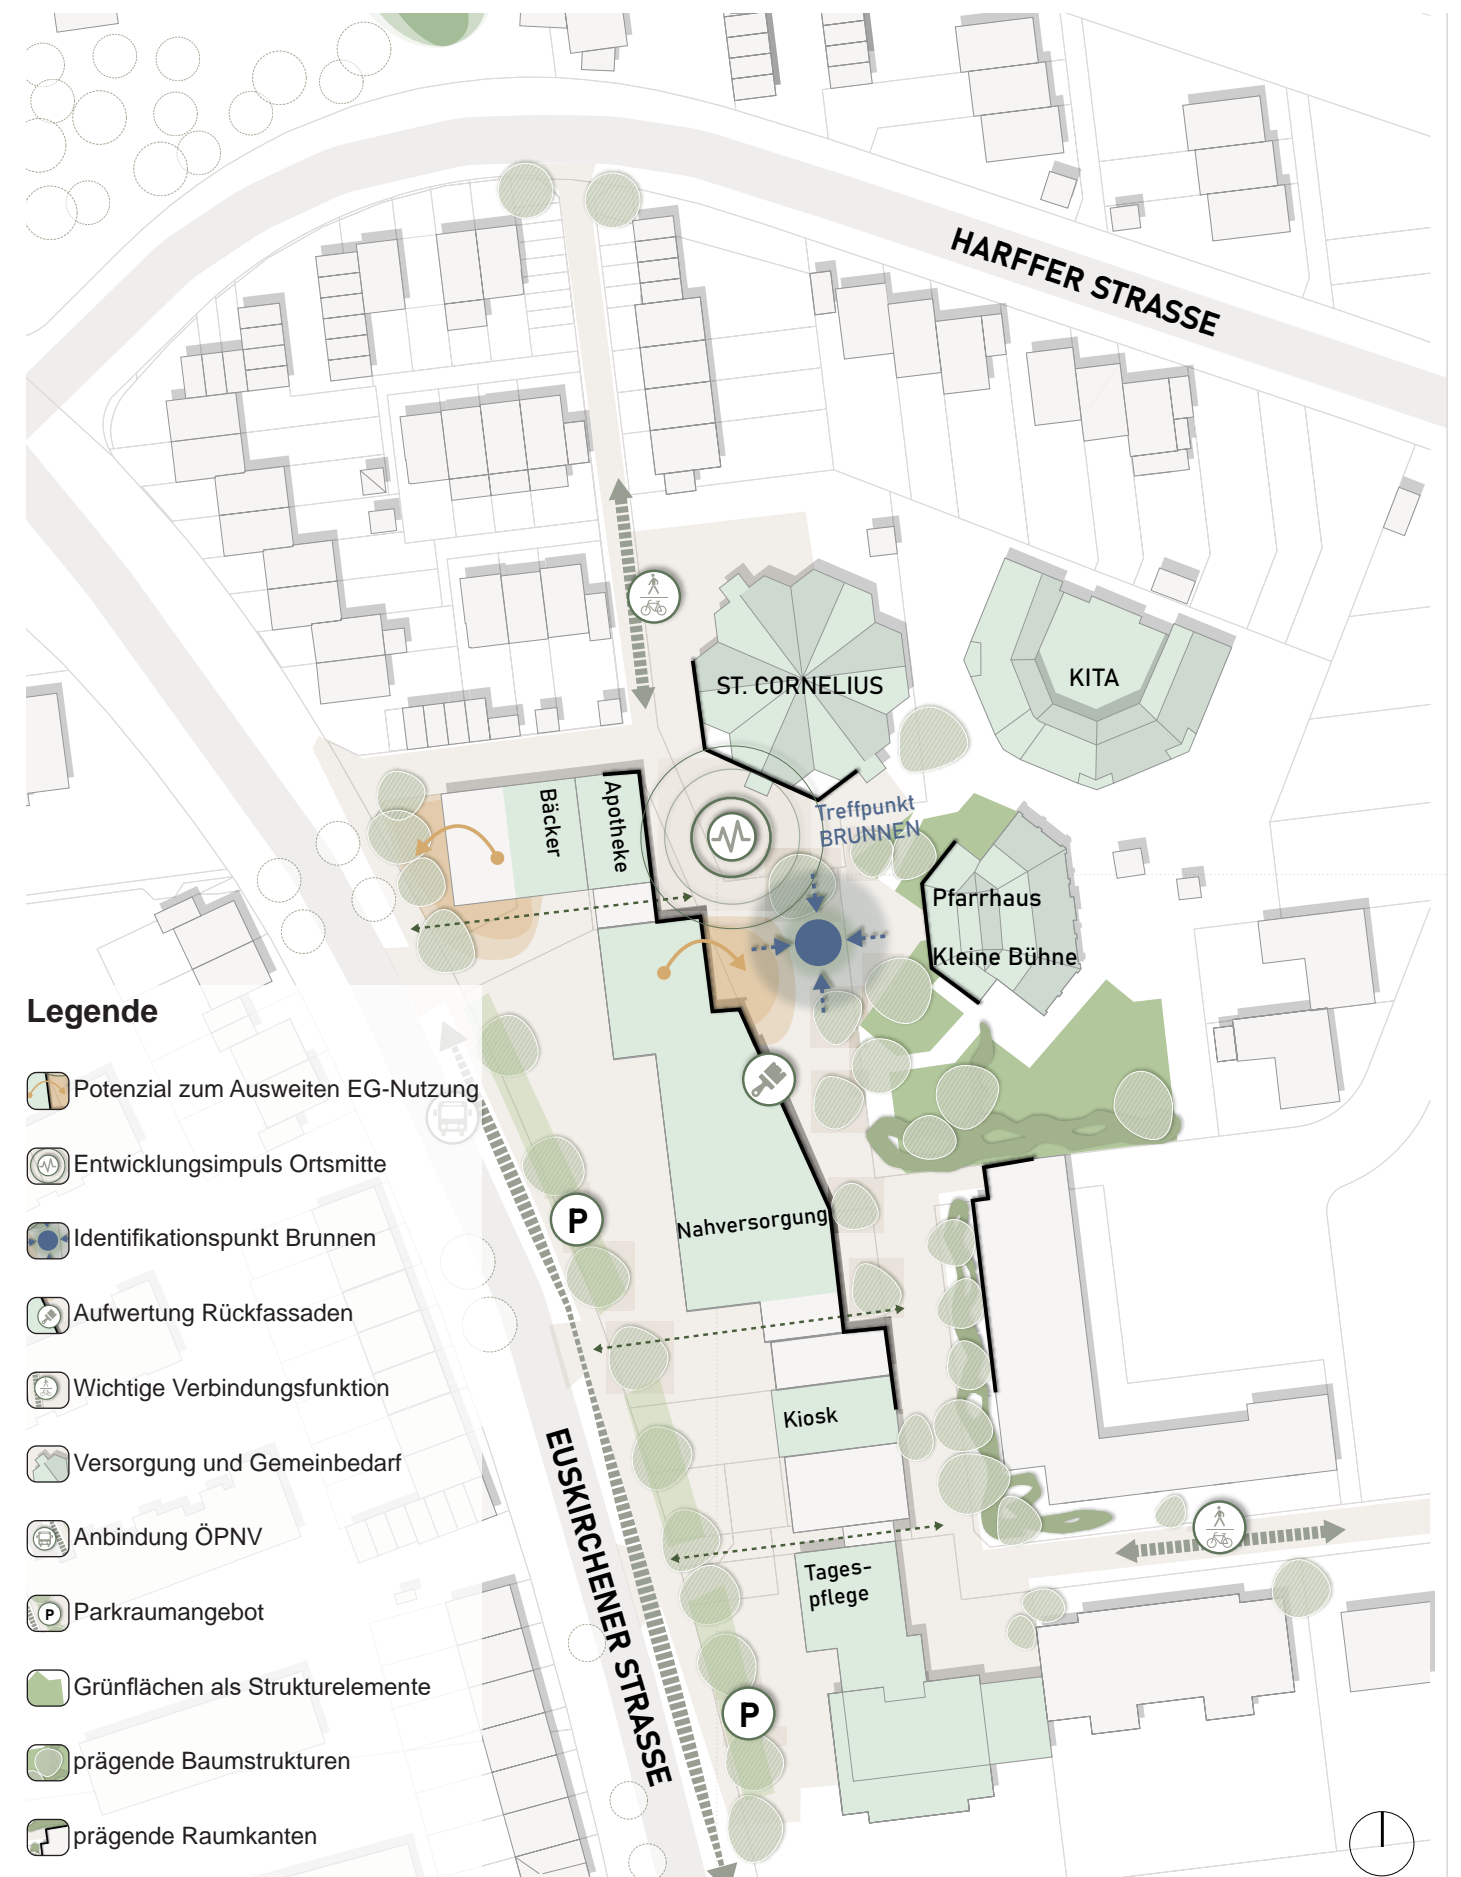 HARFFER STRASSE
ST. CORNELIUS
KITA
Bäcker
Apotheke
Treffpunkt
BRUNNEN
Pfarrhaus
Kleine Bühne
Legende
Potenzial zum Ausweiten EG-Nutzung
Entwicklungsimpuls Ortsmitte
Identifikationspunkt Brunnen
Aufwertung Rückfassaden
Wichtige Verbindungsfunktion
Versorgung und Gemeinbedarf
Anbindung ÖPNV
P
Parkraumangebot
Grünflächen als Strukturelemente
prägende Baumstrukturen
prägende Raumkanten
P
Nahversorgung
Kiosk
EUSKIRCHENER STRASSE
Tages-
pflege
P